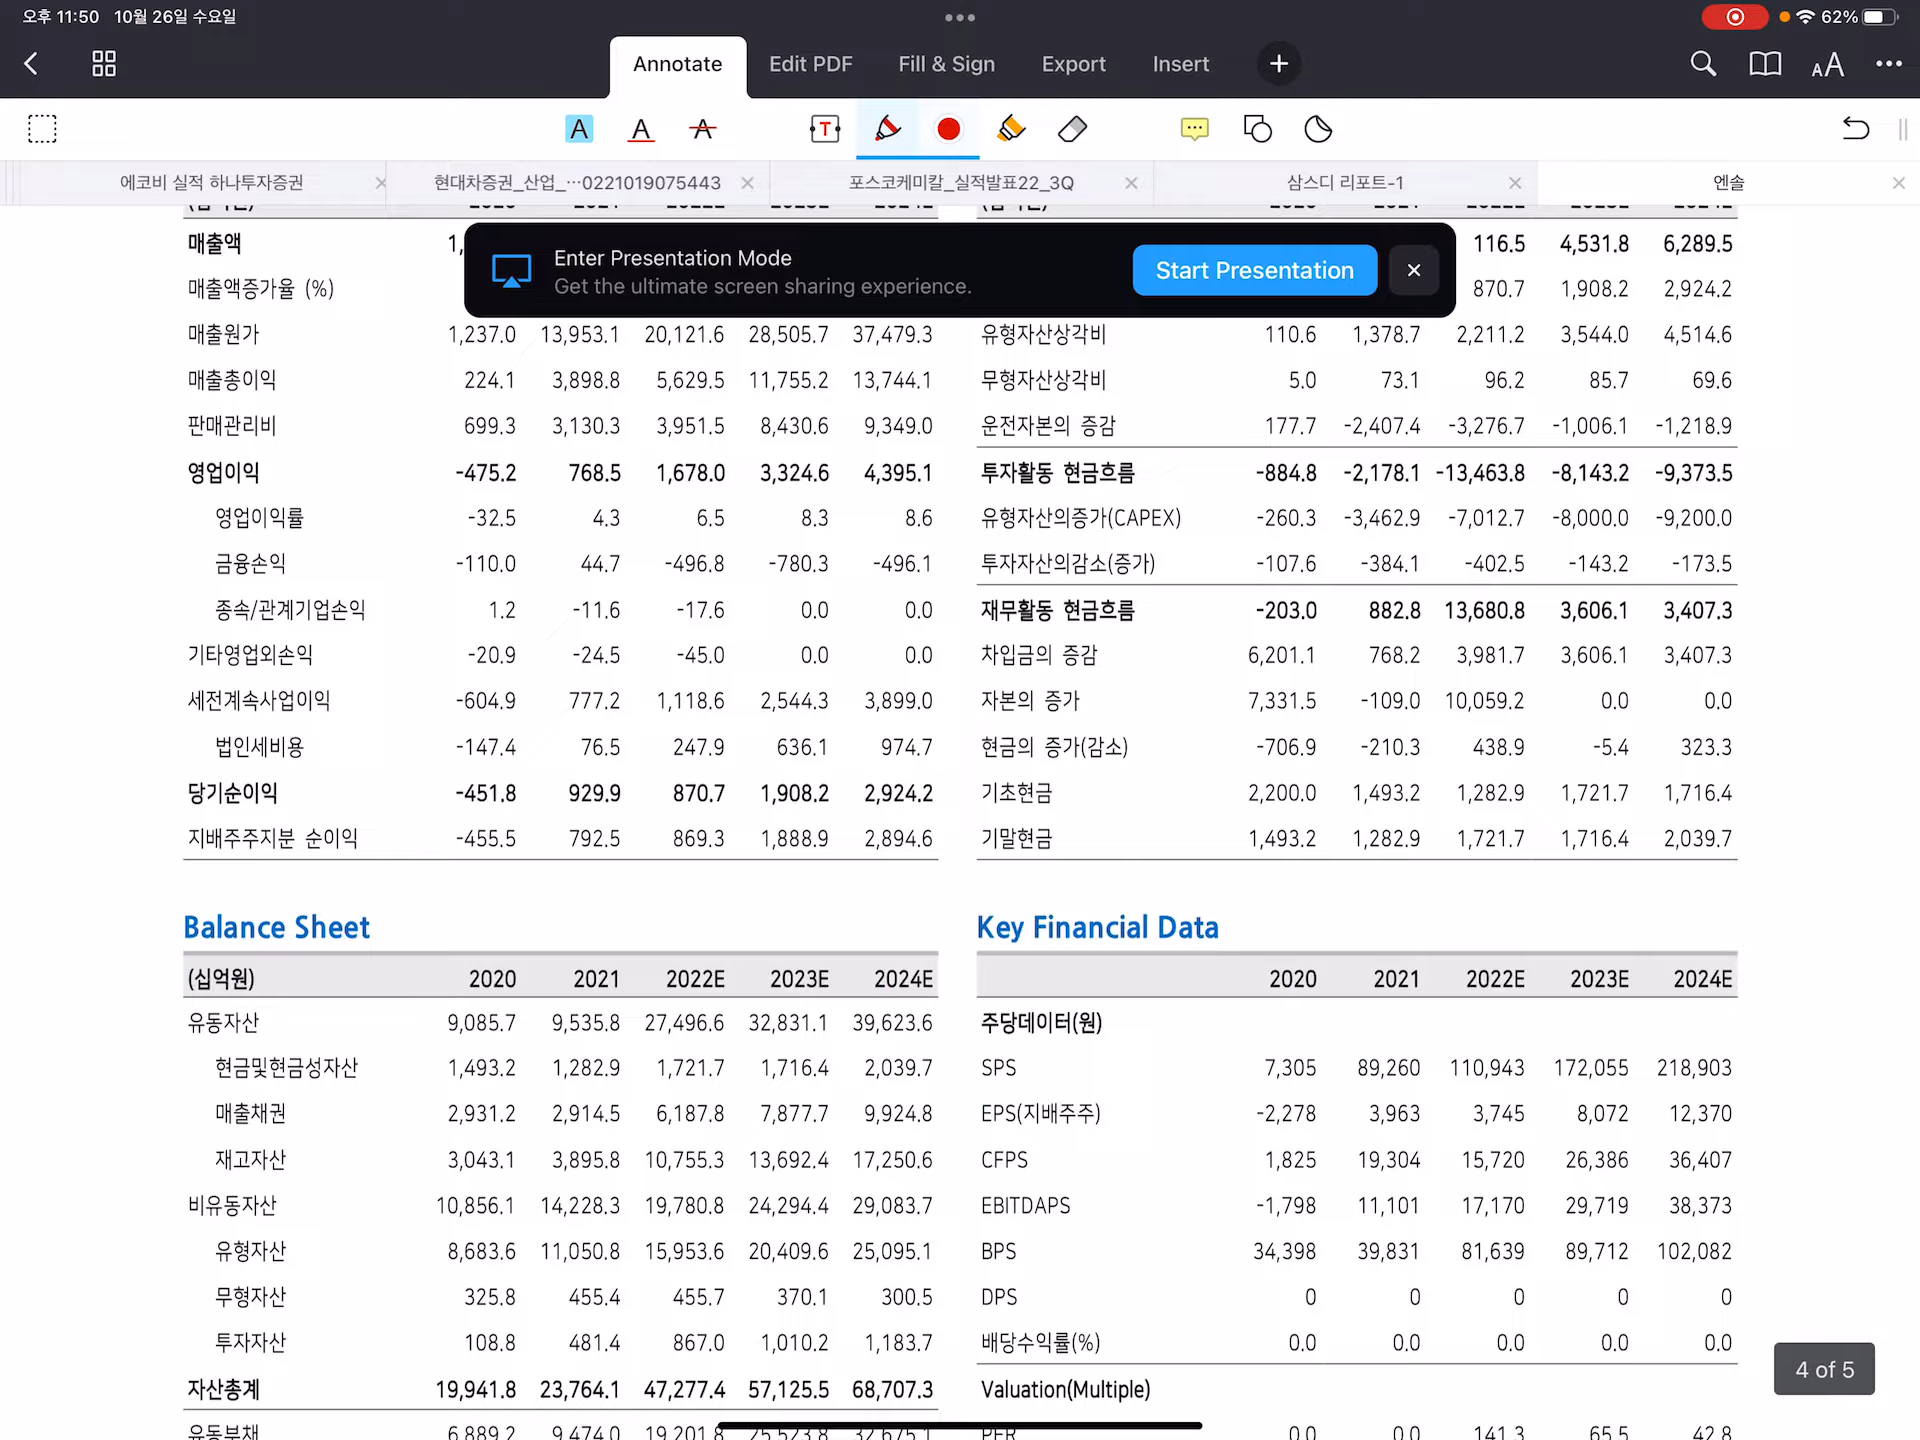 오후 11:50 10월 26일 수요일
62%
Annotate Edit PDF Fill & Sign Export Insert
에코비 실적 하나투자증권 현대차증권_산업_···0221019075443 포스코케미칼_실적발표22_3Q 삼스디 리포트-1 엔솔
Enter Presentation Mode
Get the ultimate screen sharing experience.
Start Presentation
매출액 1,
매출액증가율 (%)
매출원가 1,237.0 13,953.1 20,121.6 28,505.7 37,479.3
매출총이익 224.1 3,898.8 5,629.5 11,755.2 13,744.1
판매관리비 699.3 3,130.3 3,951.5 8,430.6 9,349.0
영업이익 -475.2 768.5 1,678.0 3,324.6 4,395.1
영업이익률 -32.5 4.3 6.5 8.3 8.6
금융손익 -110.0 44.7 -496.8 -780.3 -496.1
종속/관계기업손익 1.2 -11.6 -17.6 0.0 0.0
기타영업외손익 -20.9 -24.5 -45.0 0.0 0.0
세전계속사업이익 -604.9 777.2 1,118.6 2,544.3 3,899.0
법인세비용 -147.4 76.5 247.9 636.1 974.7
당기순이익 -451.8 929.9 870.7 1,908.2 2,924.2
지배주주지분 순이익 -455.5 792.5 869.3 1,888.9 2,894.6
116.5 4,531.8 6,289.5
870.7 1,908.2 2,924.2
유형자산상각비 110.6 1,378.7 2,211.2 3,544.0 4,514.6
무형자산상각비 5.0 73.1 96.2 85.7 69.6
운전자본의 증감 177.7 -2,407.4 -3,276.7 -1,006.1 -1,218.9
투자활동 현금흐름 -884.8 -2,178.1 -13,463.8 -8,143.2 -9,373.5
유형자산의증가(CAPEX) -260.3 -3,462.9 -7,012.7 -8,000.0 -9,200.0
투자자산의감소(증가) -107.6 -384.1 -402.5 -143.2 -173.5
재무활동 현금흐름 -203.0 882.8 13,680.8 3,606.1 3,407.3
차입금의 증감 6,201.1 768.2 3,981.7 3,606.1 3,407.3
자본의 증가 7,331.5 -109.0 10,059.2 0.0 0.0
현금의 증가(감소) -706.9 -210.3 438.9 -5.4 323.3
기초현금 2,200.0 1,493.2 1,282.9 1,721.7 1,716.4
기말현금 1,493.2 1,282.9 1,721.7 1,716.4 2,039.7
Balance Sheet
(십억원) 2020 2021 2022E 2023E 2024E
유동자산 9,085.7 9,535.8 27,496.6 32,831.1 39,623.6
현금및현금성자산 1,493.2 1,282.9 1,721.7 1,716.4 2,039.7
매출채권 2,931.2 2,914.5 6,187.8 7,877.7 9,924.8
재고자산 3,043.1 3,895.8 10,755.3 13,692.4 17,250.6
비유동자산 10,856.1 14,228.3 19,780.8 24,294.4 29,083.7
유형자산 8,683.6 11,050.8 15,953.6 20,409.6 25,095.1
무형자산 325.8 455.4 455.7 370.1 300.5
투자자산 108.8 481.4 867.0 1,010.2 1,183.7
자산총계 19,941.8 23,764.1 47,277.4 57,125.5 68,707.3
유동부채 6,889.2 9,474.0 19,201.8 25,523.8 32,675.1
Key Financial Data
2020 2021 2022E 2023E 2024E
주당데이터(원)
SPS 7,305 89,260 110,943 172,055 218,903
EPS(지배주주) -2,278 3,963 3,745 8,072 12,370
CFPS 1,825 19,304 15,720 26,386 36,407
EBITDAPS -1,798 11,101 17,170 29,719 38,373
BPS 34,398 39,831 81,639 89,712 102,082
DPS 0 0 0 0 0
배당수익률(%) 0.0 0.0 0.0 0.0 0.0
Valuation(Multiple)
PER 0.0 0.0 141.3 65.5 42.8
4 of 5